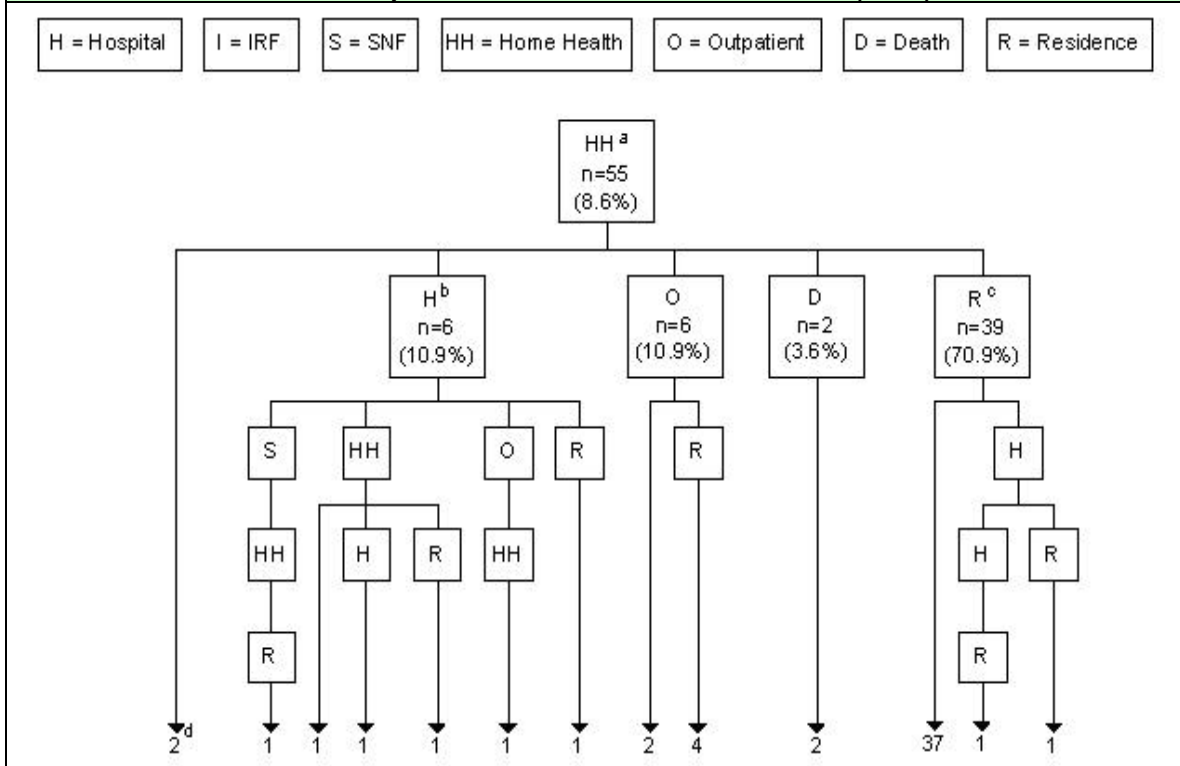 H = Hospital
I = IRF
S = SNF
HH = Home Health
O = Outpatient
D = Death
R = Residence
HH a
n=55
(8.6%)
H b
n=6
(10.9%)
O
n=6
(10.9%)
D
n=2
(3.6%)
R c
n=39
(70.9%)
S
HH
O
R
R
H
HH
H
R
HH
H
R
R
R
2 d
1
1
1
1
1
1
2
4
2
37
1
1